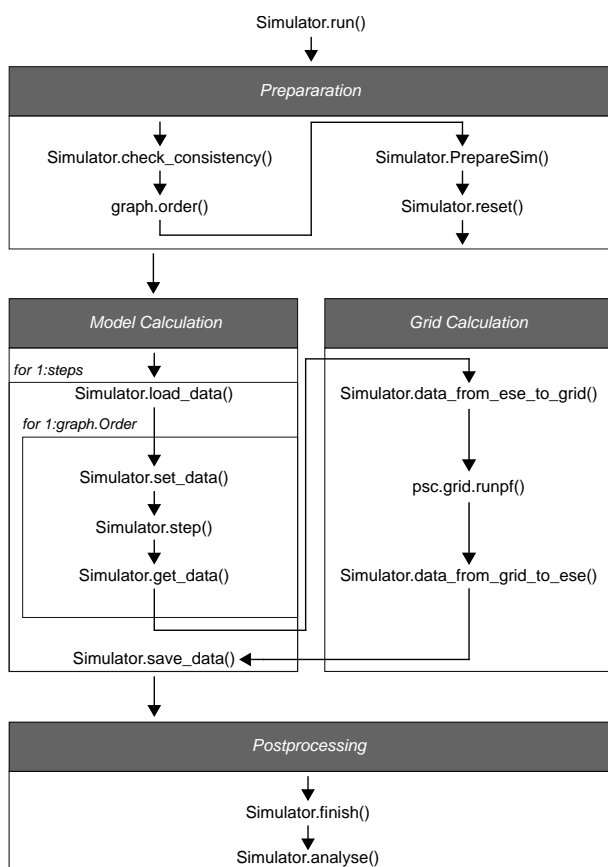 Simulator.run()
Prepararation
Simulator.check_consistency()
graph.order()
Simulator.PrepareSim()
Simulator.reset()
Model Calculation
for 1:steps
Simulator.load_data()
for 1:graph.Order
Simulator.set_data()
Simulator.step()
Simulator.get_data()
Grid Calculation
Simulator.data_from_ese_to_grid()
psc.grid.runpf()
Simulator.data_from_grid_to_ese()
Simulator.save_data()
Postprocessing
Simulator.finish()
Simulator.analyse()